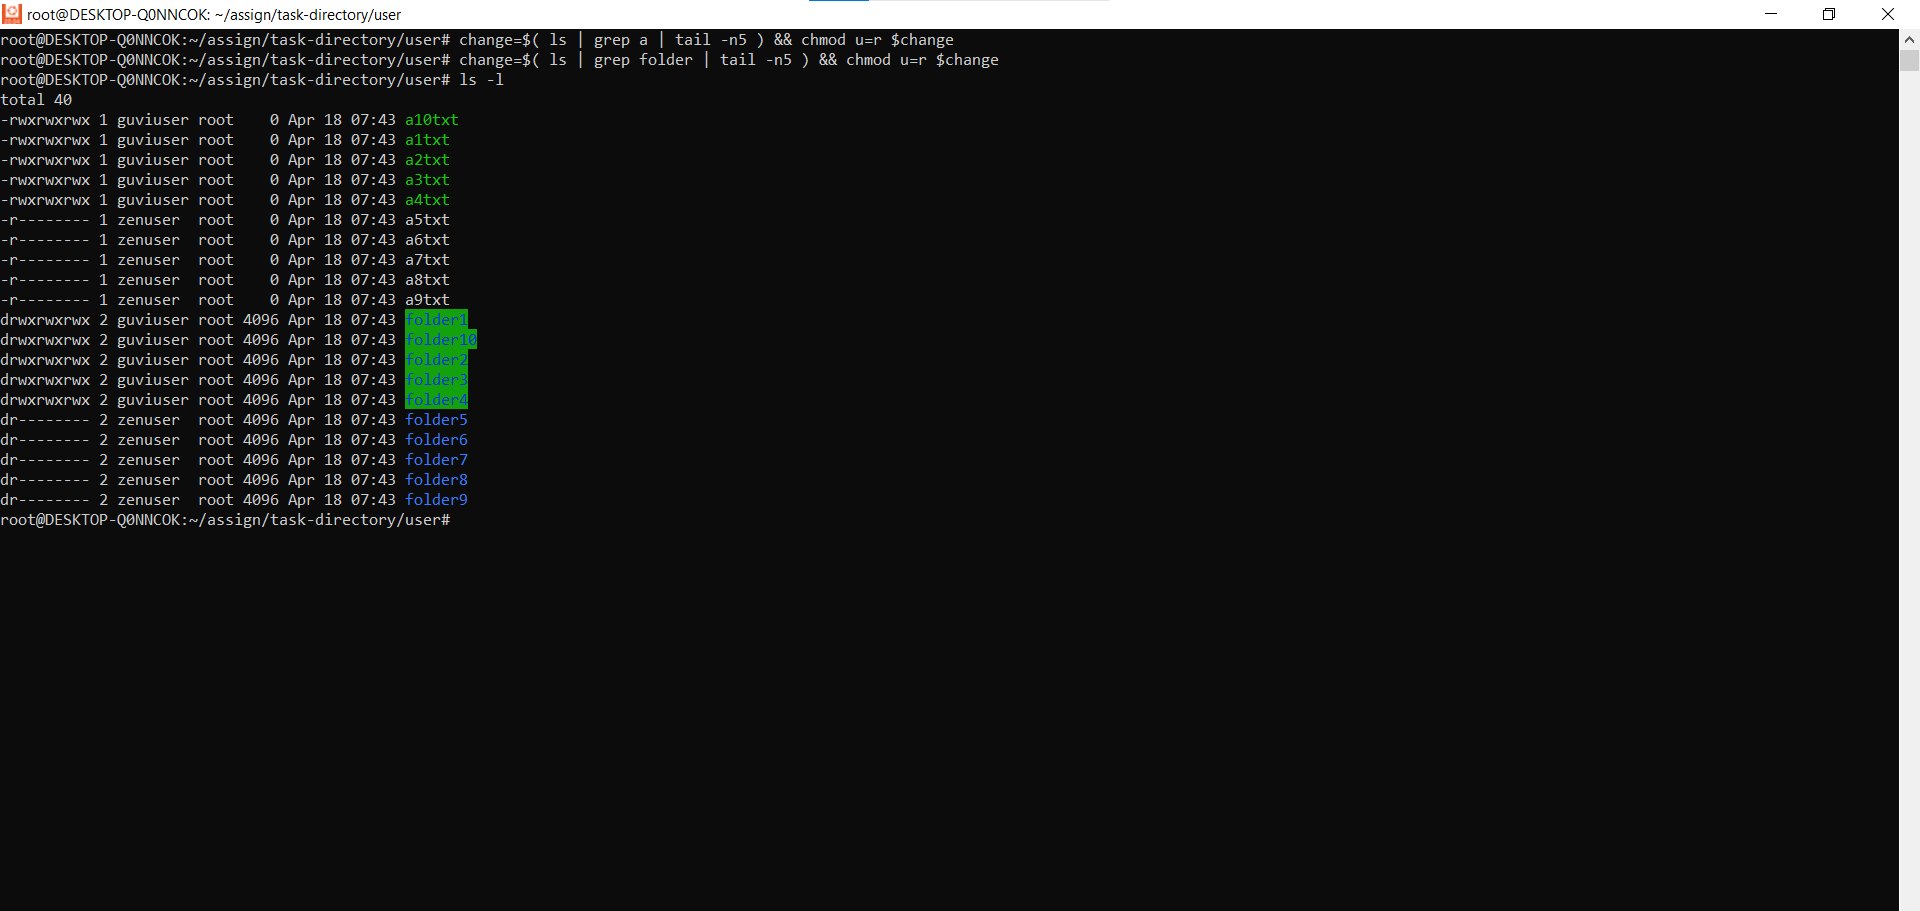 root@DESKTOP-Q0NNCOK: ~/assign/task-directory/user
root@DESKTOP-Q0NNCOK:~/assign/task-directory/user# change=$( ls | grep a | tail -n5 ) && chmod u=r $change
root@DESKTOP-Q0NNCOK:~/assign/task-directory/user# change=$( ls | grep folder | tail -n5 ) && chmod u=r $change
root@DESKTOP-Q0NNCOK:~/assign/task-directory/user# ls -l
total 40
-rwxrwxrwx 1 guviuser root    0 Apr 18 07:43 a10txt
-rwxrwxrwx 1 guviuser root    0 Apr 18 07:43 a1txt
-rwxrwxrwx 1 guviuser root    0 Apr 18 07:43 a2txt
-rwxrwxrwx 1 guviuser root    0 Apr 18 07:43 a3txt
-rwxrwxrwx 1 guviuser root    0 Apr 18 07:43 a4txt
-r-------- 1 zenuser  root    0 Apr 18 07:43 a5txt
-r-------- 1 zenuser  root    0 Apr 18 07:43 a6txt
-r-------- 1 zenuser  root    0 Apr 18 07:43 a7txt
-r-------- 1 zenuser  root    0 Apr 18 07:43 a8txt
-r-------- 1 zenuser  root    0 Apr 18 07:43 a9txt
drwxrwxrwx 2 guviuser root 4096 Apr 18 07:43 folder1
drwxrwxrwx 2 guviuser root 4096 Apr 18 07:43 folder10
drwxrwxrwx 2 guviuser root 4096 Apr 18 07:43 folder2
drwxrwxrwx 2 guviuser root 4096 Apr 18 07:43 folder3
drwxrwxrwx 2 guviuser root 4096 Apr 18 07:43 folder4
dr-------- 2 zenuser  root 4096 Apr 18 07:43 folder5
dr-------- 2 zenuser  root 4096 Apr 18 07:43 folder6
dr-------- 2 zenuser  root 4096 Apr 18 07:43 folder7
dr-------- 2 zenuser  root 4096 Apr 18 07:43 folder8
dr-------- 2 zenuser  root 4096 Apr 18 07:43 folder9
root@DESKTOP-Q0NNCOK:~/assign/task-directory/user#